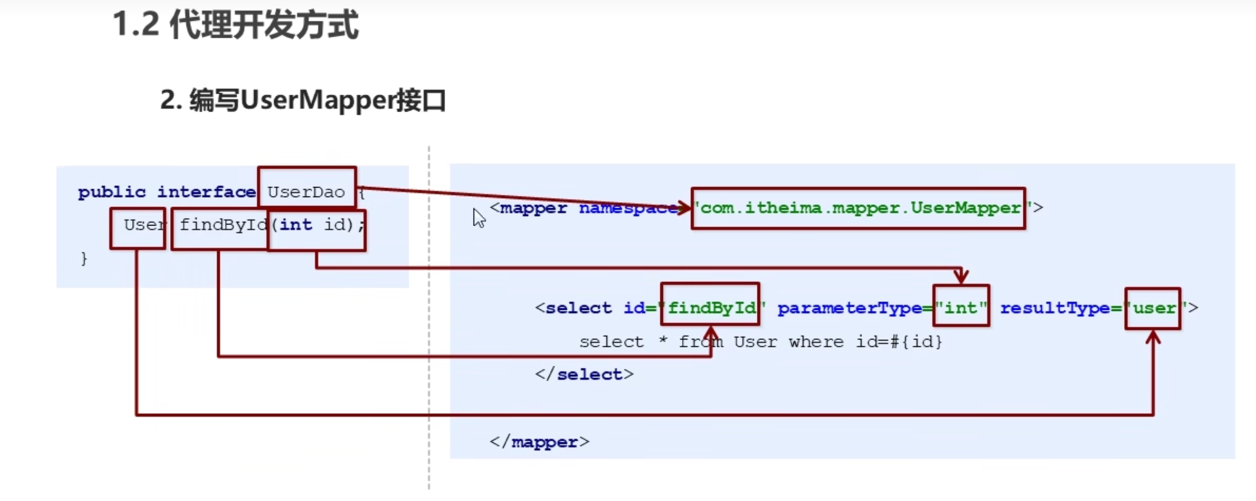 1.2 代理开发方式
2. 编写UserMapper接口
public interface UserDao {
User findById(int id);
}
<mapper namespace="com.itheima.mapper.UserMapper">
<select id="findById" parameterType="int" resultType="user">
select * from User where id=#{id}
</select>
</mapper>